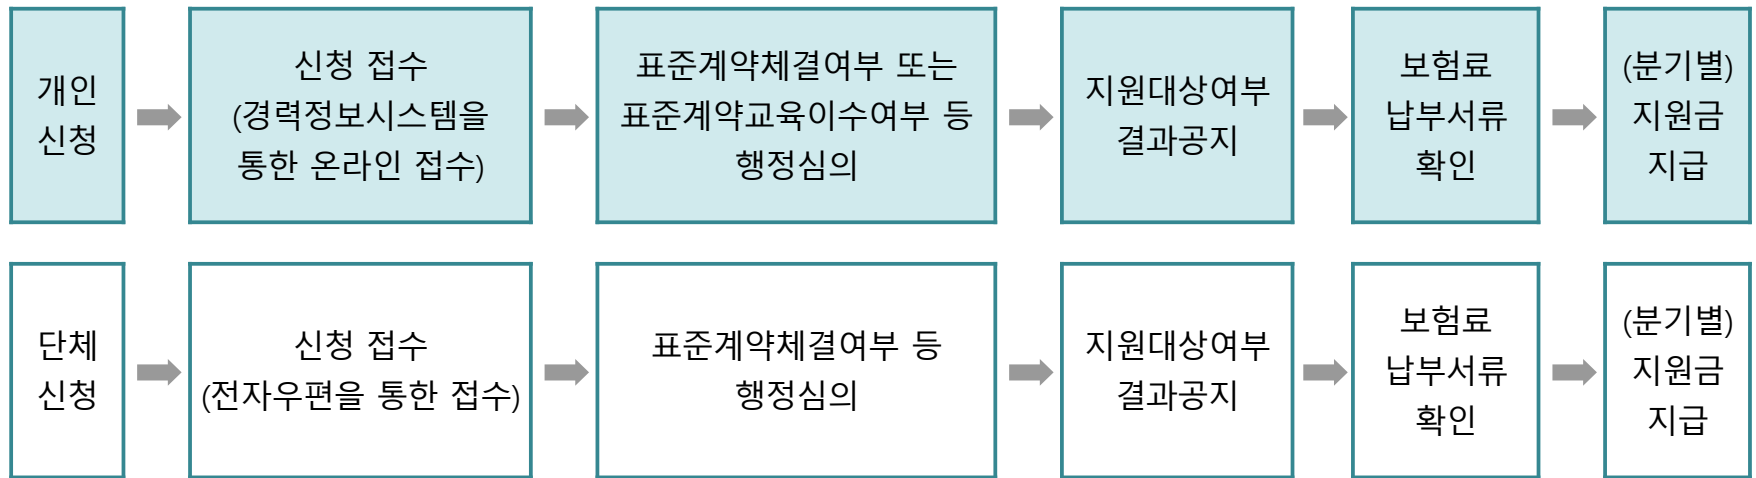 개인
신청
신청 접수
(경력정보시스템을
통한 온라인 접수)
표준계약체결여부 또는
표준계약교육이수여부 등
행정심의
지원대상여부
결과공지
보험료
납부서류
확인
(분기별)
지원금
지급
단체
신청
신청 접수
(전자우편을 통한 접수)
표준계약체결여부 등
행정심의
지원대상여부
결과공지
보험료
납부서류
확인
(분기별)
지원금
지급